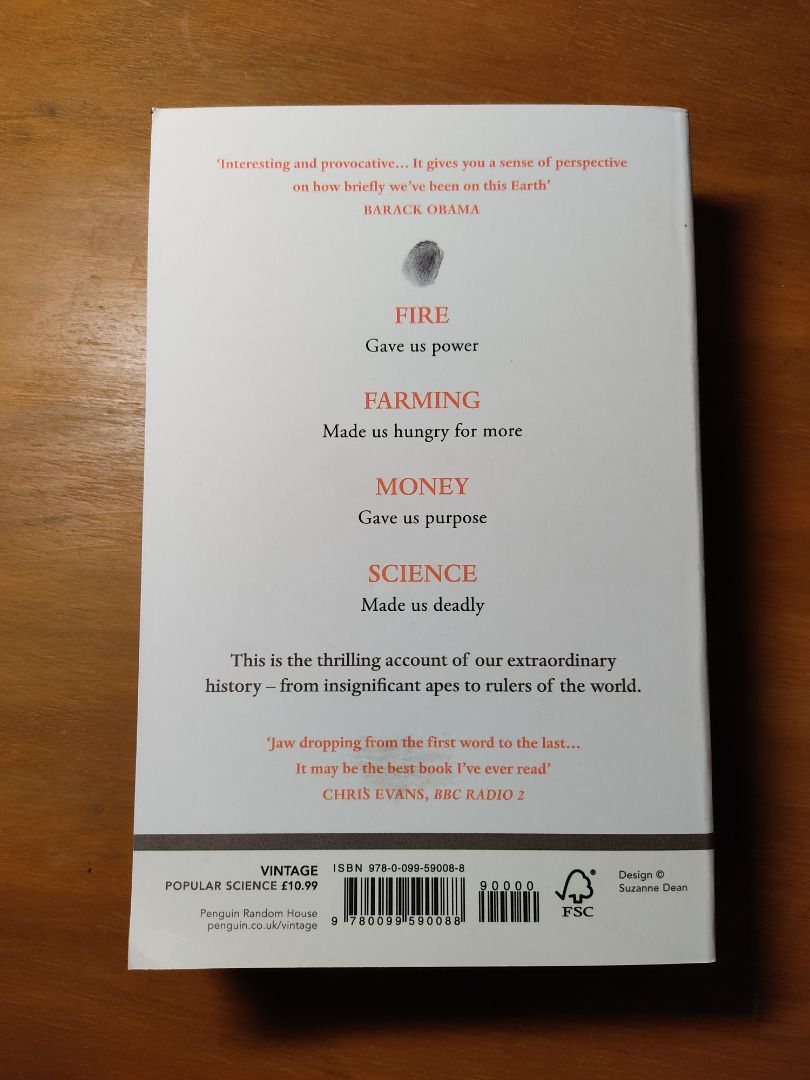 ‘Interesting and provocative... It gives you a sense of perspective
on how briefly we’ve been on this Earth’
BARACK OBAMA
FIRE
Gave us power
FARMING
Made us hungry for more
MONEY
Gave us purpose
SCIENCE
Made us deadly
This is the thrilling account of our extraordinary
history – from insignificant apes to rulers of the world.
‘Jaw dropping from the first word to the last...
It may be the best book I’ve ever read’
CHRIS EVANS, BBC RADIO 2
VINTAGE
POPULAR SCIENCE £10.99
Penguin Random House
penguin.co.uk/vintage
ISBN 978-0-099-59008-8
9 780099 590088
90000
FSC
®
Design ©
Suzanne Dean